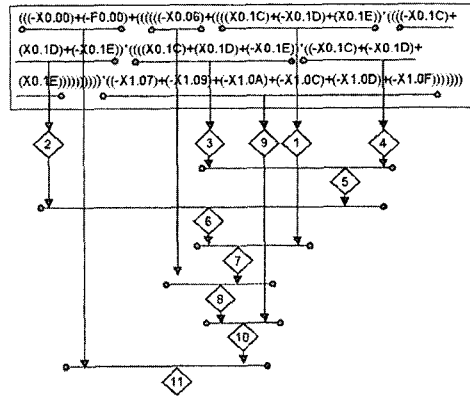 (((-X0.00)+(-F0.00)+((((((-X0.06)+((((X0.1C)+(-X0.1D)+(X0.1E))*((((-X0.1C)+
(X0.1D)+(-X0.1E))*((((X0.1C)+(X0.1D)+(-X0.1E))*((-X0.1C)+(-X0.1D)+
(X0.1E))))))))))*((-X1.07)+(-X1.09)+(-X1.0A)+(-X1.0C)+(-X1.0D)+(-X1.0F)))))))
2 3 9 1 4
5
6
7
8
10
11